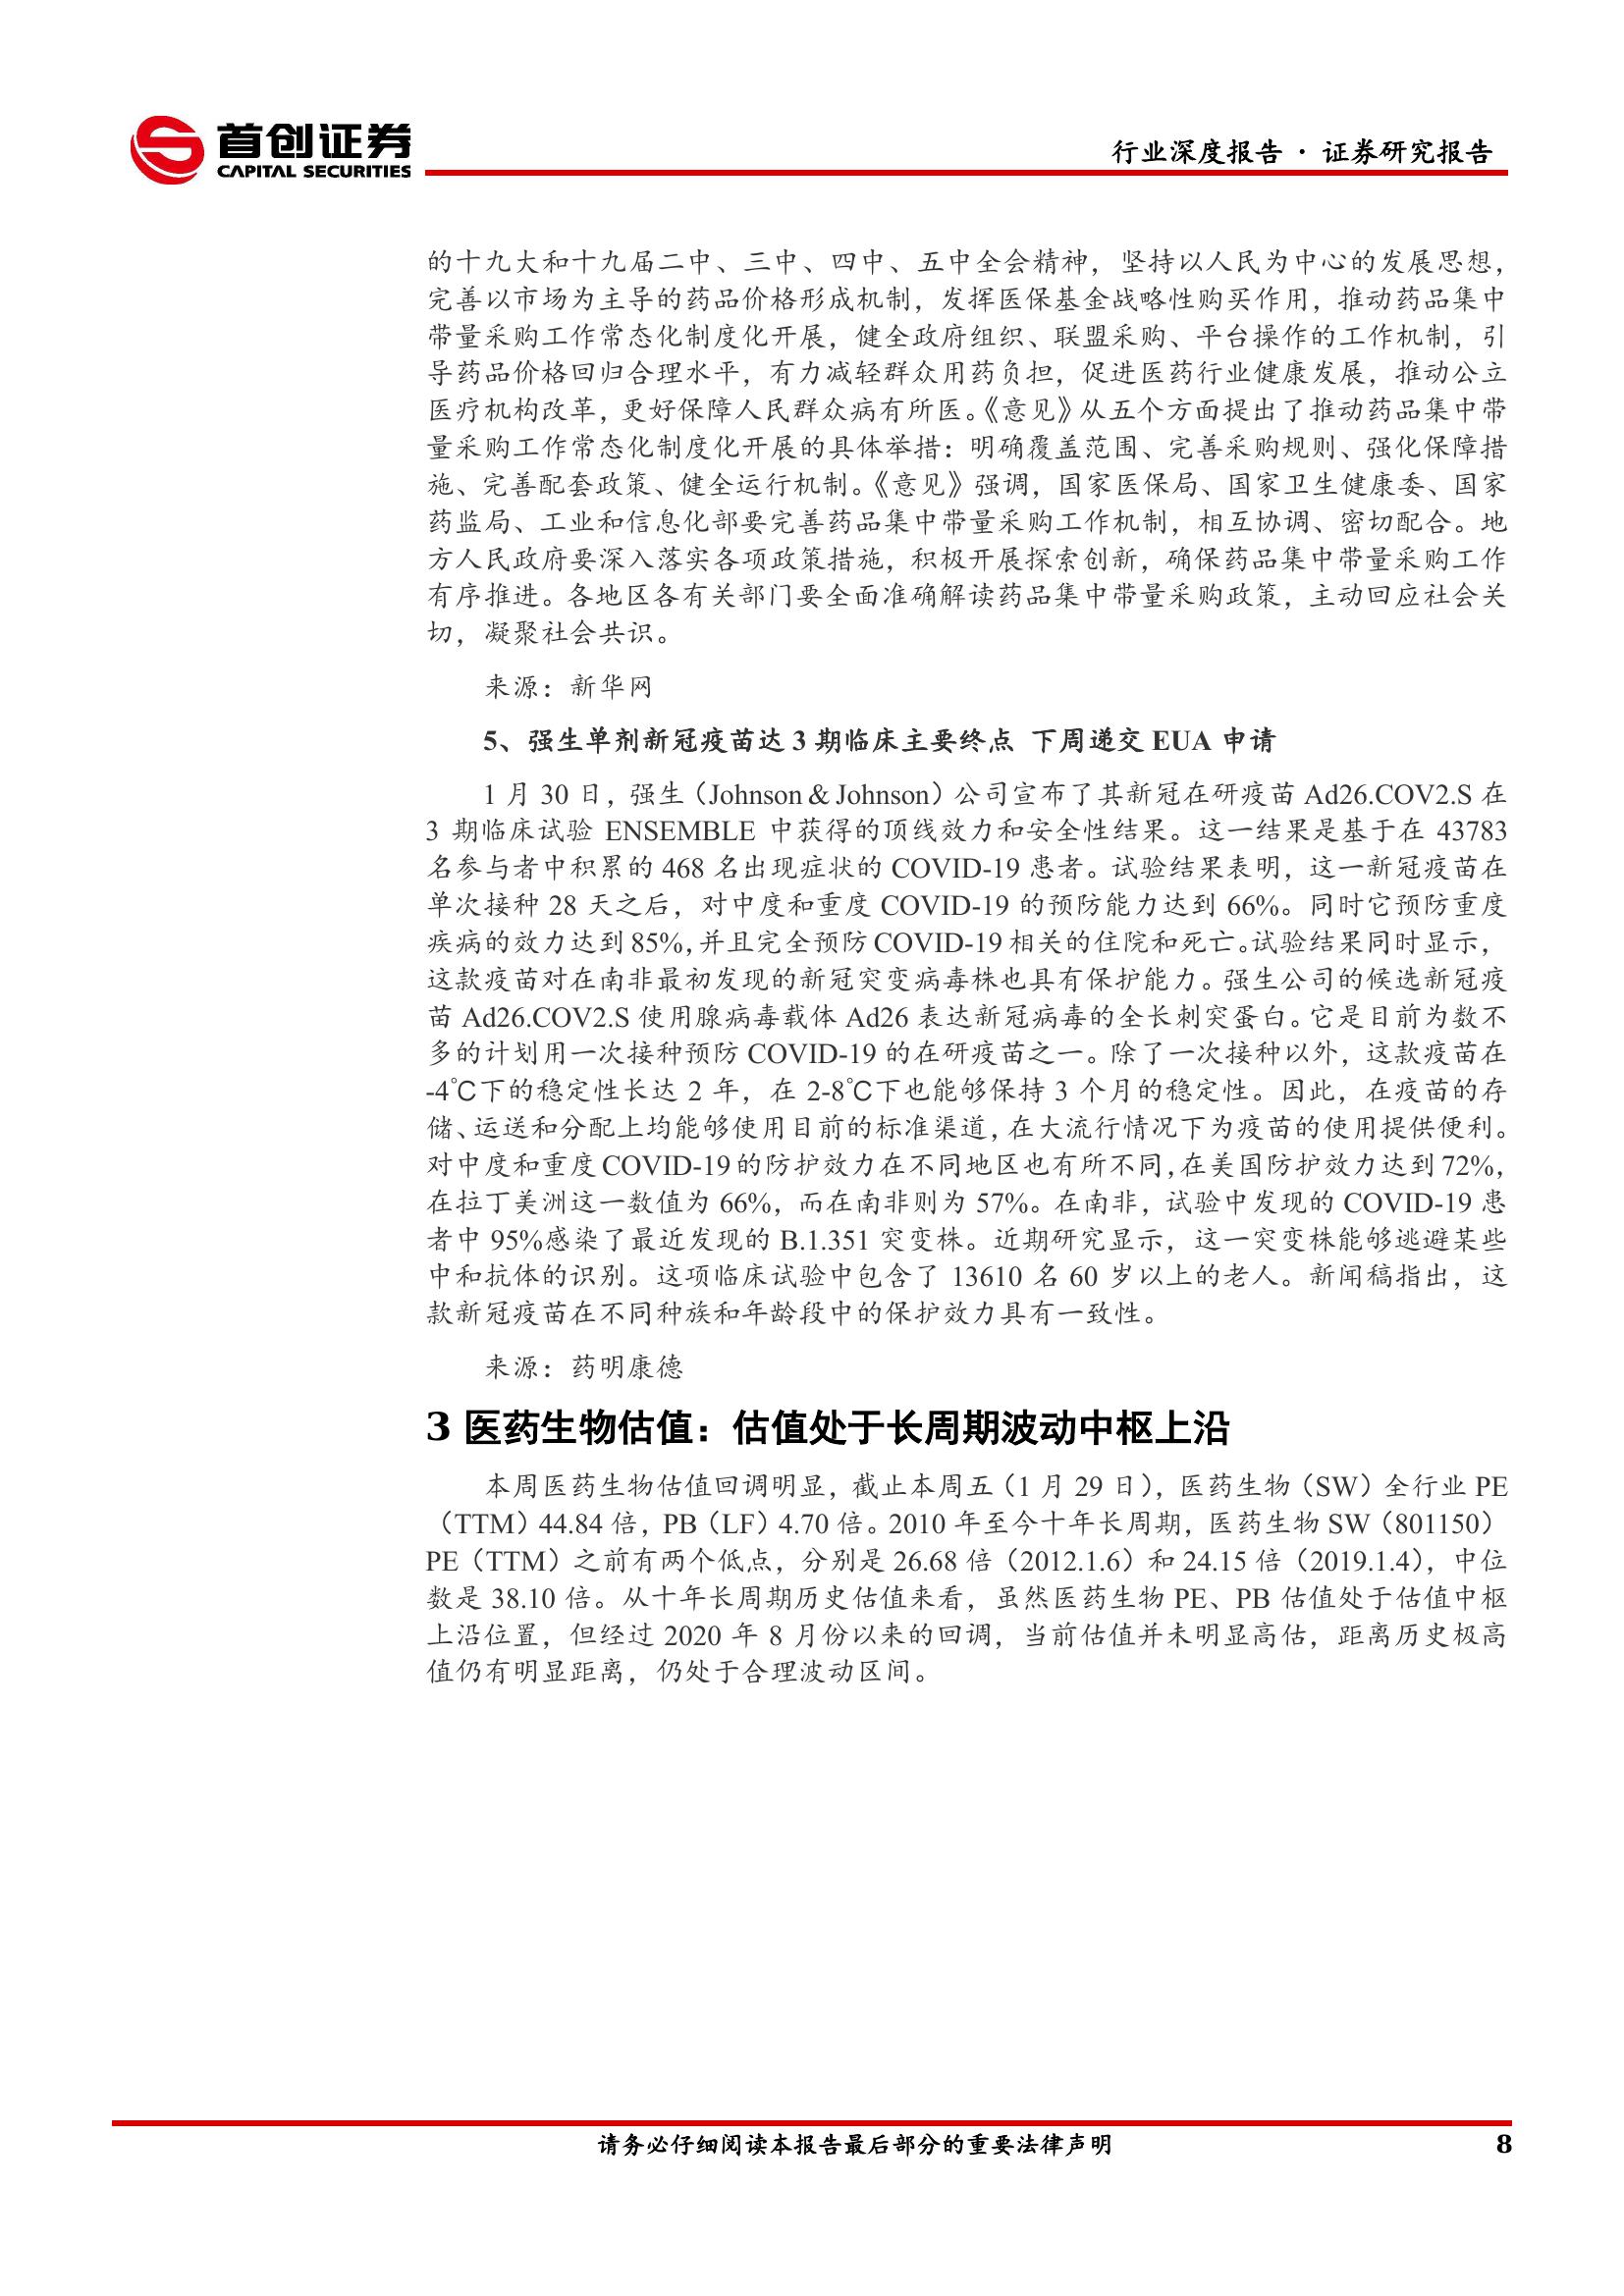 首创证券
CAPITAL SECURITIES
行业深度报告 · 证券研究报告
的十九大和十九届二中、三中、四中、五中全会精神，坚持以人民为中心的发展思想，
完善以市场为主导的药品价格形成机制，发挥医保基金战略性购买作用，推动药品集中
带量采购工作常态化制度化开展，健全政府组织、联盟采购、平台操作的工作机制，引
导药品价格回归合理水平，有力减轻群众用药负担，促进医药行业健康发展，推动公立
医疗机构改革，更好保障人民群众病有所医。《意见》从五个方面提出了推动药品集中带
量采购工作常态化制度化开展的具体举措：明确覆盖范围、完善采购规则、强化保障措
施、完善配套政策、健全运行机制。《意见》强调，国家医保局、国家卫生健康委、国家
药监局、工业和信息化部要完善药品集中带量采购工作机制，相互协调、密切配合。地
方人民政府要深入落实各项政策措施，积极开展探索创新，确保药品集中带量采购工作
有序推进。各地区各有关部门要全面准确解读药品集中带量采购政策，主动回应社会关
切，凝聚社会共识。
来源：新华网
5、强生单剂新冠疫苗达 3 期临床主要终点 下周递交 EUA 申请
1 月 30 日，强生（Johnson & Johnson）公司宣布了其新冠在研疫苗 Ad26.COV2.S 在
3 期临床试验 ENSEMBLE 中获得的顶线效力和安全性结果。这一结果是基于在 43783
名参与者中积累的 468 名出现症状的 COVID-19 患者。试验结果表明，这一新冠疫苗在
单次接种 28 天之后，对中度和重度 COVID-19 的预防能力达到 66%。同时它预防重度
疾病的效力达到 85%，并且完全预防 COVID-19 相关的住院和死亡。试验结果同时显示，
这款疫苗对在南非最初发现的新冠突变病毒株也具有保护能力。强生公司的候选新冠疫
苗 Ad26.COV2.S 使用腺病毒载体 Ad26 表达新冠病毒的全长刺突蛋白。它是目前为数不
多的计划用一次接种预防 COVID-19 的在研疫苗之一。除了一次接种以外，这款疫苗在
-4℃下的稳定性长达 2 年，在 2-8℃下也能够保持 3 个月的稳定性。因此，在疫苗的存
储、运送和分配上均能够使用目前的标准渠道，在大流行情况下为疫苗的使用提供便利。
对中度和重度 COVID-19 的防护效力在不同地区也有所不同，在美国防护效力达到 72%，
在拉丁美洲这一数值为 66%，而在南非则为 57%。在南非，试验中发现的 COVID-19 患
者中 95%感染了最近发现的 B.1.351 突变株。近期研究显示，这一突变株能够逃避某些
中和抗体的识别。这项临床试验中包含了 13610 名 60 岁以上的老人。新闻稿指出，这
款新冠疫苗在不同种族和年龄段中的保护效力具有一致性。
来源：药明康德
3 医药生物估值：估值处于长周期波动中枢上沿
本周医药生物估值回调明显，截止本周五（1 月 29 日），医药生物（SW）全行业 PE
（TTM）44.84 倍，PB（LF）4.70 倍。2010 年至今十年长周期，医药生物 SW（801150）
PE（TTM）之前有两个低点，分别是 26.68 倍（2012.1.6）和 24.15 倍（2019.1.4），中位
数是 38.10 倍。从十年长周期历史估值来看，虽然医药生物 PE、PB 估值处于估值中枢
上沿位置，但经过 2020 年 8 月份以来的回调，当前估值并未明显高估，距离历史极高
值仍有明显距离，仍处于合理波动区间。
请务必仔细阅读本报告最后部分的重要法律声明
8